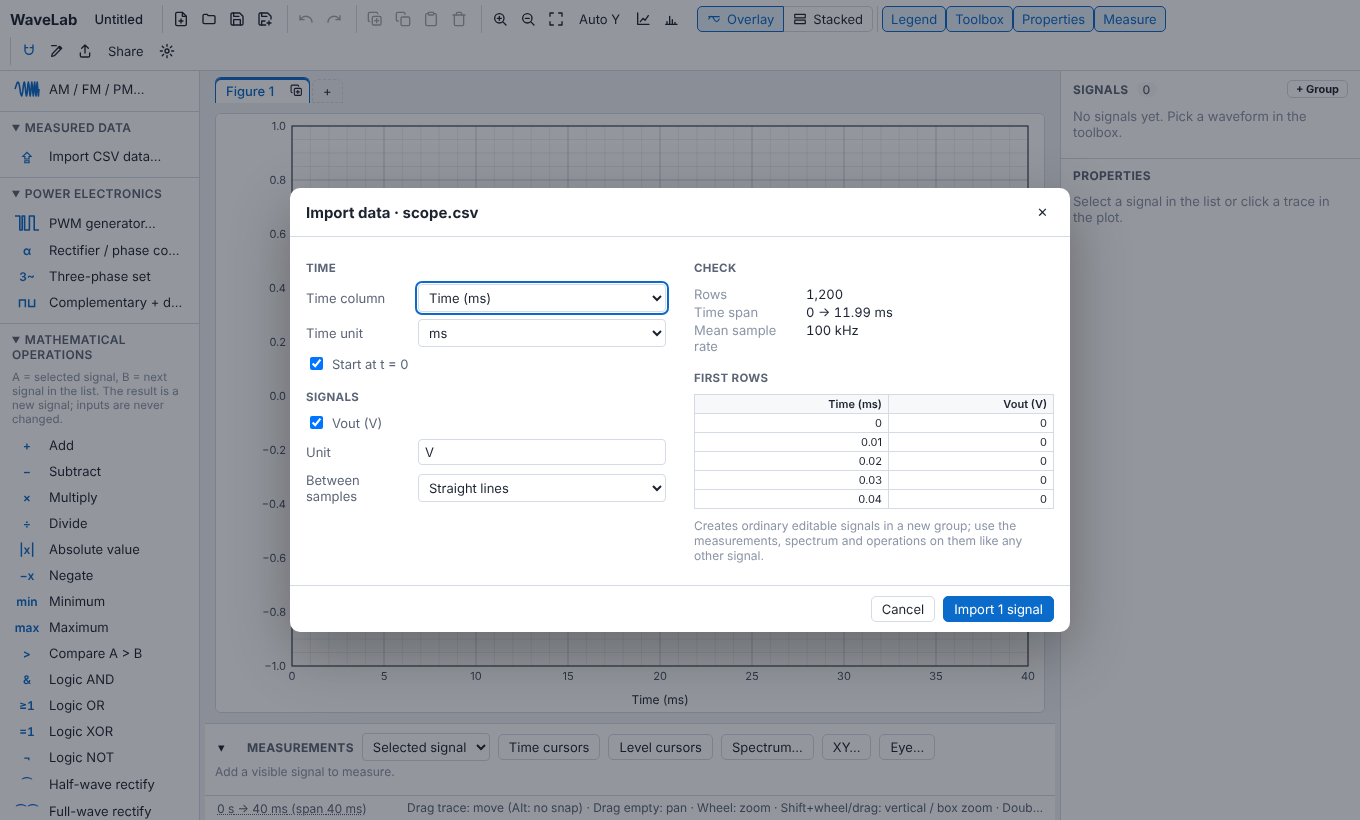 WaveLab Untitled Auto Y Overlay Stacked Legend Toolbox Properties Measure
Share
AM / FM / PM...
▼ MEASURED DATA
Import CSV data...
▼ POWER ELECTRONICS
PWM generator...
α Rectifier / phase co...
3~ Three-phase set
Complementary + d...
▼ MATHEMATICAL OPERATIONS
A = selected signal, B = next
signal in the list. The result is a
new signal; inputs are never
changed.
+ Add
− Subtract
× Multiply
÷ Divide
|x| Absolute value
−x Negate
min Minimum
max Maximum
> Compare A > B
& Logic AND
≥1 Logic OR
=1 Logic XOR
¬ Logic NOT
Half-wave rectify
Full-wave rectify
Figure 1 +
1.0
0.8
0.6
0.4
0.2
0.0
−0.2
−0.4
−0.6
−0.8
−1.0
0 5 10 15 20 25 30 35 40
Time (ms)
Import data · scope.csv ×
TIME
Time column Time (ms)
Time unit ms
Start at t = 0
SIGNALS
Vout (V)
Unit V
Between
samples Straight lines
CHECK
Rows 1,200
Time span 0 → 11.99 ms
Mean sample
rate 100 kHz
FIRST ROWS
Time (ms) Vout (V)
0 0
0.01 0
0.02 0
0.03 0
0.04 0
Creates ordinary editable signals in a new group; use the
measurements, spectrum and operations on them like any
other signal.
Cancel Import 1 signal
▼ MEASUREMENTS Selected signal Time cursors Level cursors Spectrum... XY... Eye...
Add a visible signal to measure.
0 s → 40 ms (span 40 ms) Drag trace: move (Alt: no snap) · Drag empty: pan · Wheel: zoom · Shift+wheel/drag: vertical / box zoom · Doub...
SIGNALS 0 + Group
No signals yet. Pick a waveform in the
toolbox.
PROPERTIES
Select a signal in the list or click a trace in
the plot.